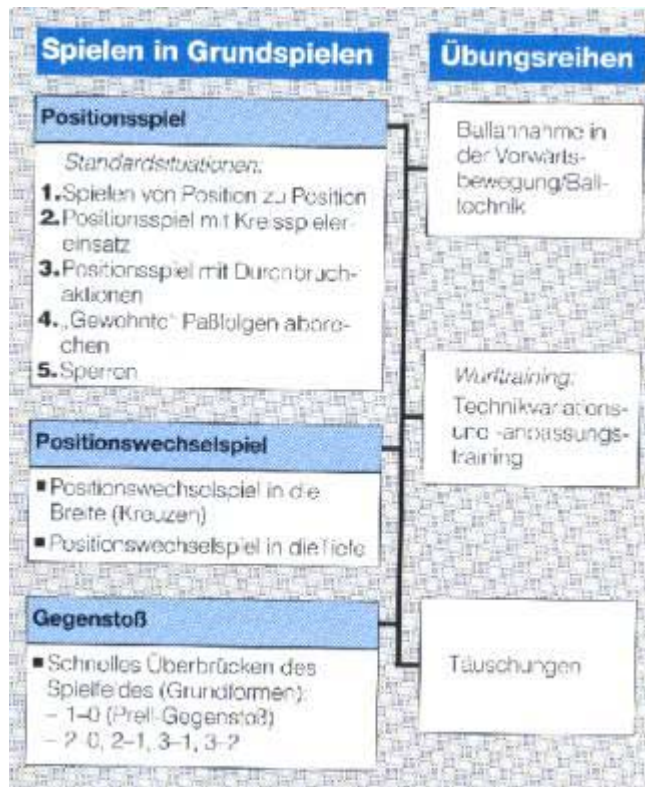 Spielen in Grundspielen
Positionsspiel
Standardsituationen:
1. Spielen von Position zu Position
2. Positionsspiel mit Kreisspieler-
einsatz
3. Positionsspiel mit Durchbruch-
aktionen
4. „Gewohnte“ Paßfolgen abbre-
chen
5. Sperren
Positionswechselspiel
■ Positionswechselspiel in die
Breite (Kreuzen)
■ Positionswechselspiel in die Tiefe
Gegenstoß
■ Schnelles Überbrücken des
Spielfeldes (Grundformen):
– 1–0 (Prell-Gegenstoß)
– 2–0, 2–1, 3–1, 3–2
Übungsreihen
Ballannahme in
der Vorwärts-
bewegung/Ball-
technik
Wurftraining:
Technikvariations-
und -anpassungs-
training
Täuschungen